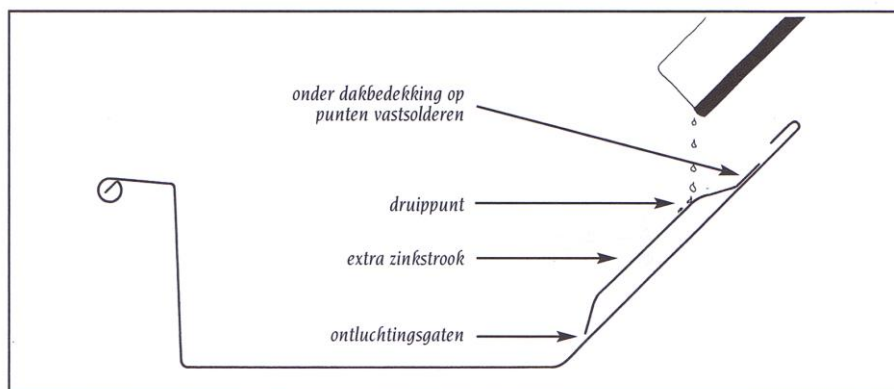 onder dakbedekking op
punten vastsolderen
druippunt
extra zinkstrook
ontluchtingsgaten